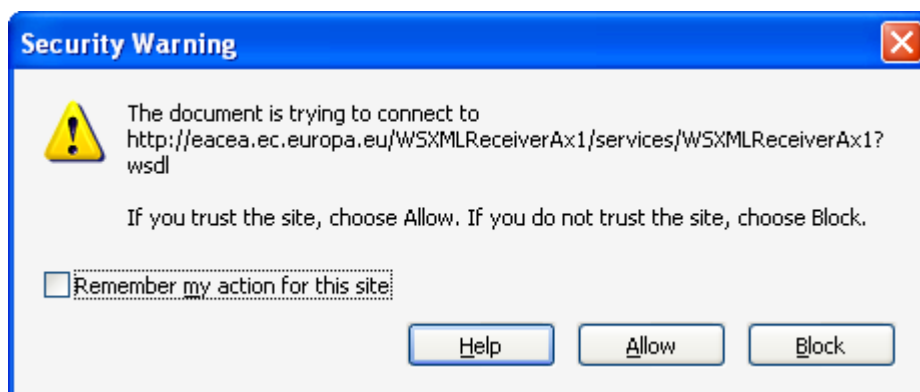 Security Warning
The document is trying to connect to
http://eacea.ec.europa.eu/WSXMLReceiverAx1/services/WSXMLReceiverAx1?
wsdl
If you trust the site, choose Allow. If you do not trust the site, choose Block.
Remember my action for this site
Help Allow Block